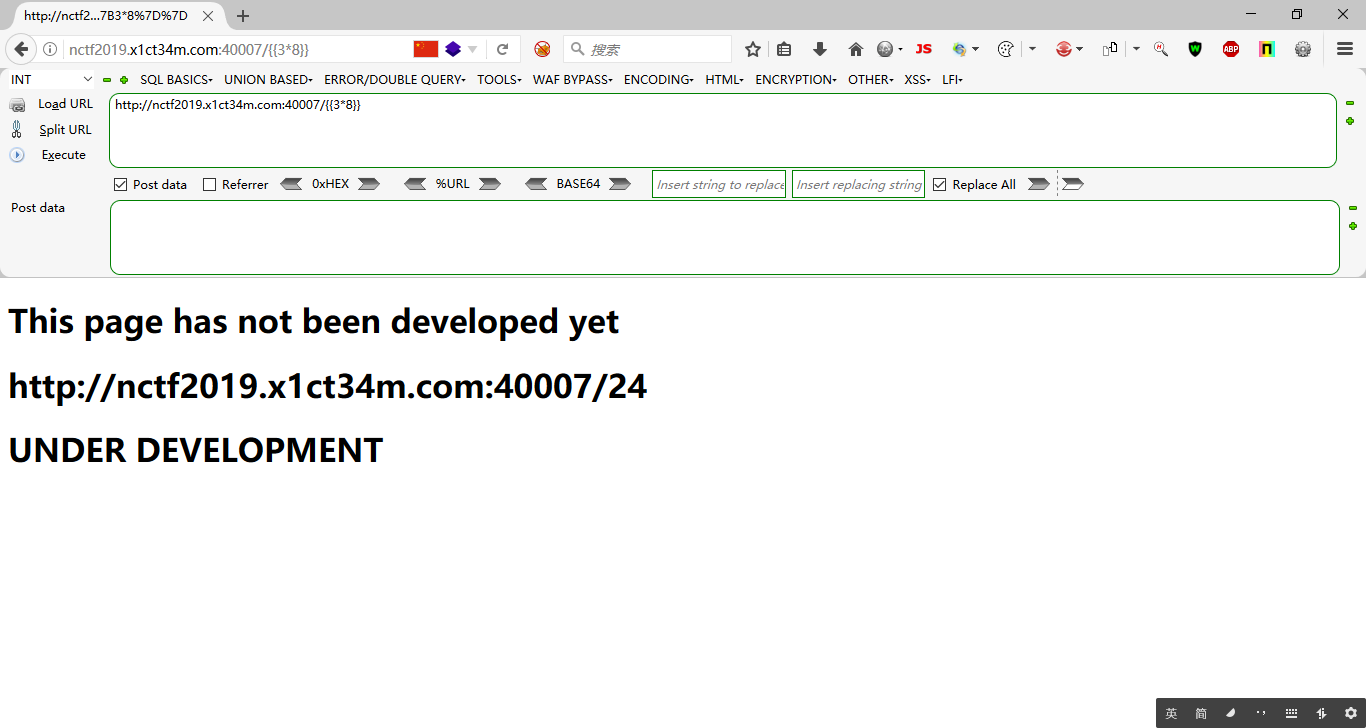 http://nctf2...7B3*8%7D%7D
nctf2019.x1ct34m.com:40007/{{3*8}} 搜索 JS ABP
INT SQL BASICS UNION BASED ERROR/DOUBLE QUERY TOOLS WAF BYPASS ENCODING HTML ENCRYPTION OTHER XSS LFI
Load URL http://nctf2019.x1ct34m.com:40007/{{3*8}}
Split URL
Execute
Post data Referrer 0xHEX %URL BASE64 Insert string to replace Insert replacing string Replace All
Post data
This page has not been developed yet
http://nctf2019.x1ct34m.com:40007/24
UNDER DEVELOPMENT
英 简